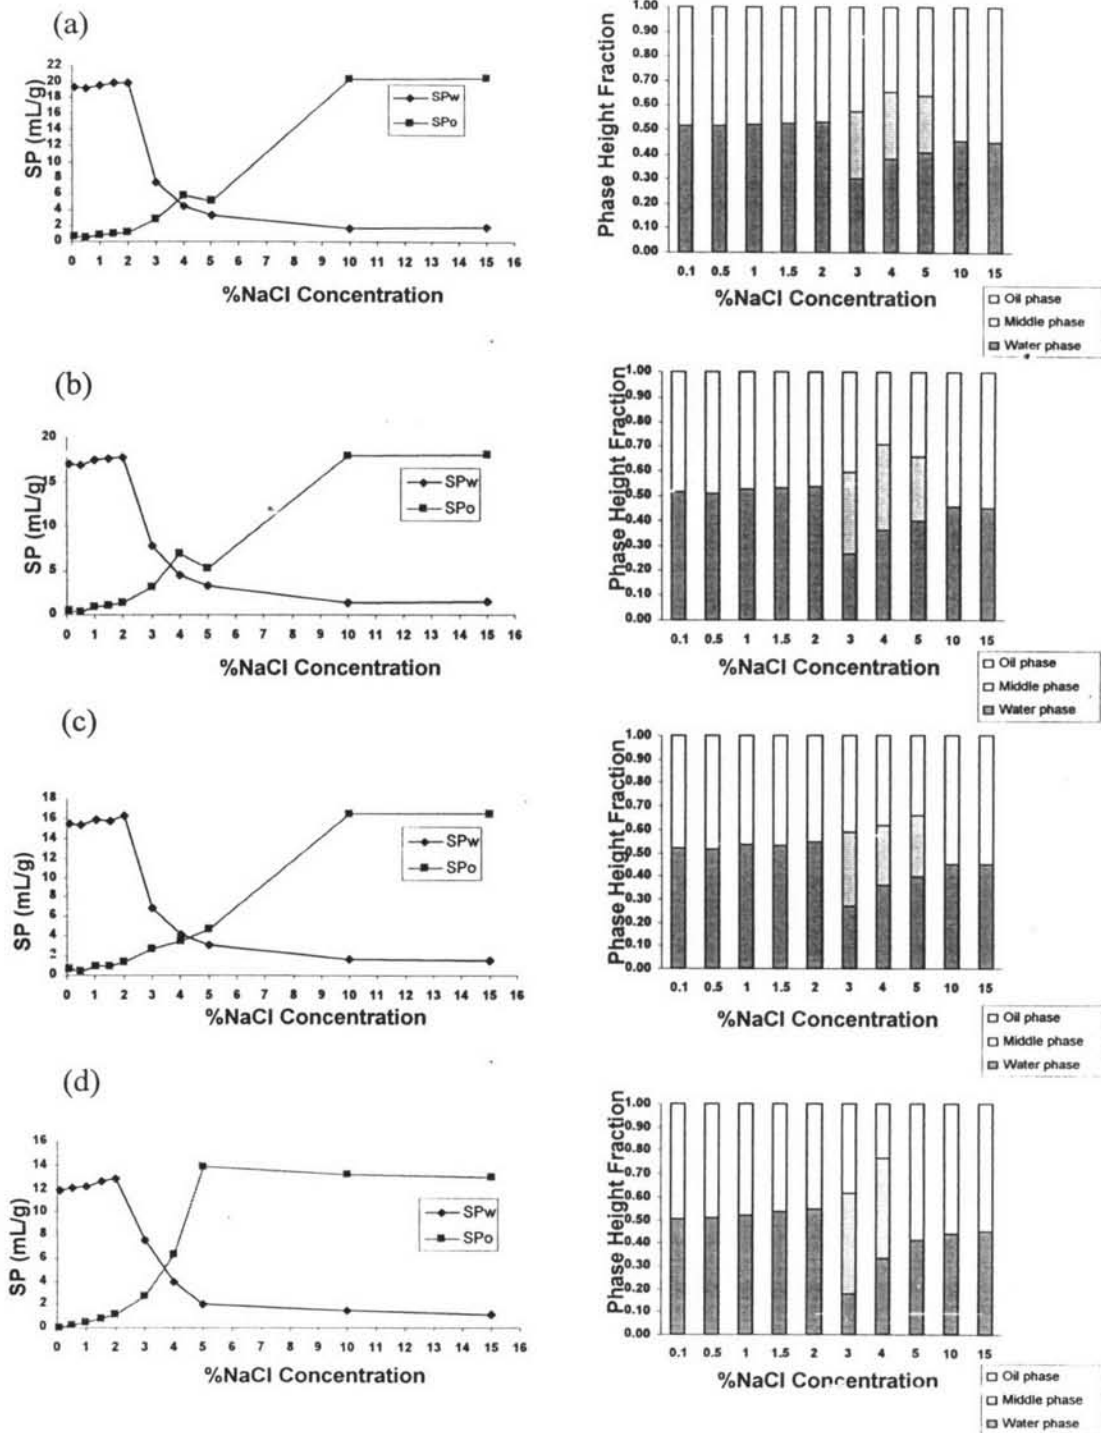 (a)
22
20
18
16
14
12
10
8
6
4
2
0
SP (mL/g)
SPw
SPo
0 1 2 3 4 5 6 7 8 9 10 11 12 13 14 15 16
%NaCl Concentration
1.00
0.90
0.80
0.70
0.60
0.50
0.40
0.30
0.20
0.10
0.00
Phase Height Fraction
0.1 0.5 1 1.5 2 3 4 5 10 15
%NaCl Concentration
Oil phase
Middle phase
Water phase
(b)
20
15
10
5
0
SP (mL/g)
SPw
SPo
0 1 2 3 4 5 6 7 8 9 10 11 12 13 14 15 16
%NaCl Concentration
1.00
0.90
0.80
0.70
0.60
0.50
0.40
0.30
0.20
0.10
0.00
Phase Height Fraction
0.1 0.5 1 1.5 2 3 4 5 10 15
%NaCl Concentration
Oil phase
Middle phase
Water phase
(c)
18
16
14
12
10
8
6
4
2
0
SP (mL/g)
SPw
SPo
0 1 2 3 4 5 6 7 8 9 10 11 12 13 14 15 16
%NaCl Concentration
1.00
0.90
0.80
0.70
0.60
0.50
0.40
0.30
0.20
0.10
0.00
Phase Height Fraction
0.1 0.5 1 1.5 2 3 4 5 10 15
%NaCl Concentration
Oil phase
Middle phase
Water phase
(d)
16
14
12
10
8
6
4
2
0
SP (mL/g)
SPw
SPo
0 1 2 3 4 5 6 7 8 9 10 11 12 13 14 15 16
%NaCl Concentration
1.00
0.90
0.80
0.70
0.60
0.50
0.40
0.30
0.20
0.10
0.00
Phase Height Fraction
0.1 0.5 1 1.5 2 3 4 5 10 15
%NaCl Concentration
Oil phase
Middle phase
Water phase